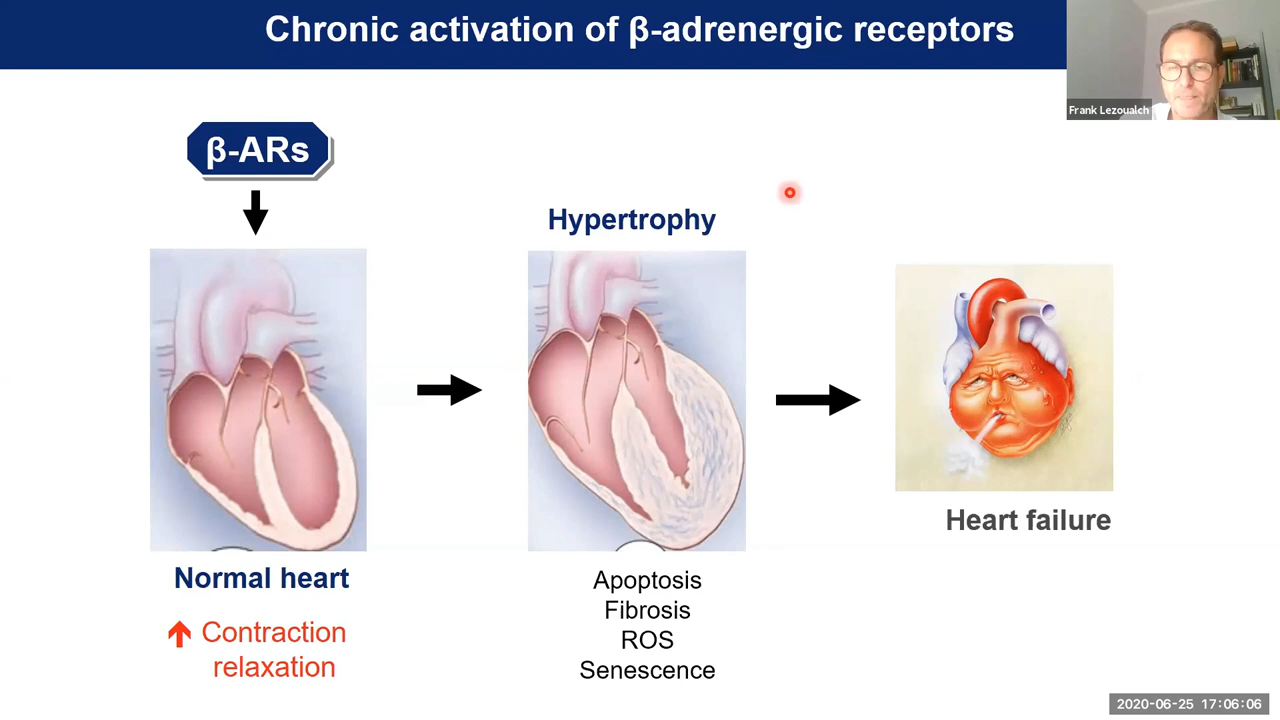 Chronic activation of β-adrenergic receptors
Frank Lezoualch
β-ARs
Hypertrophy
Heart failure
Normal heart
Contraction
relaxation
Apoptosis
Fibrosis
ROS
Senescence
2020-06-25 17:06:06